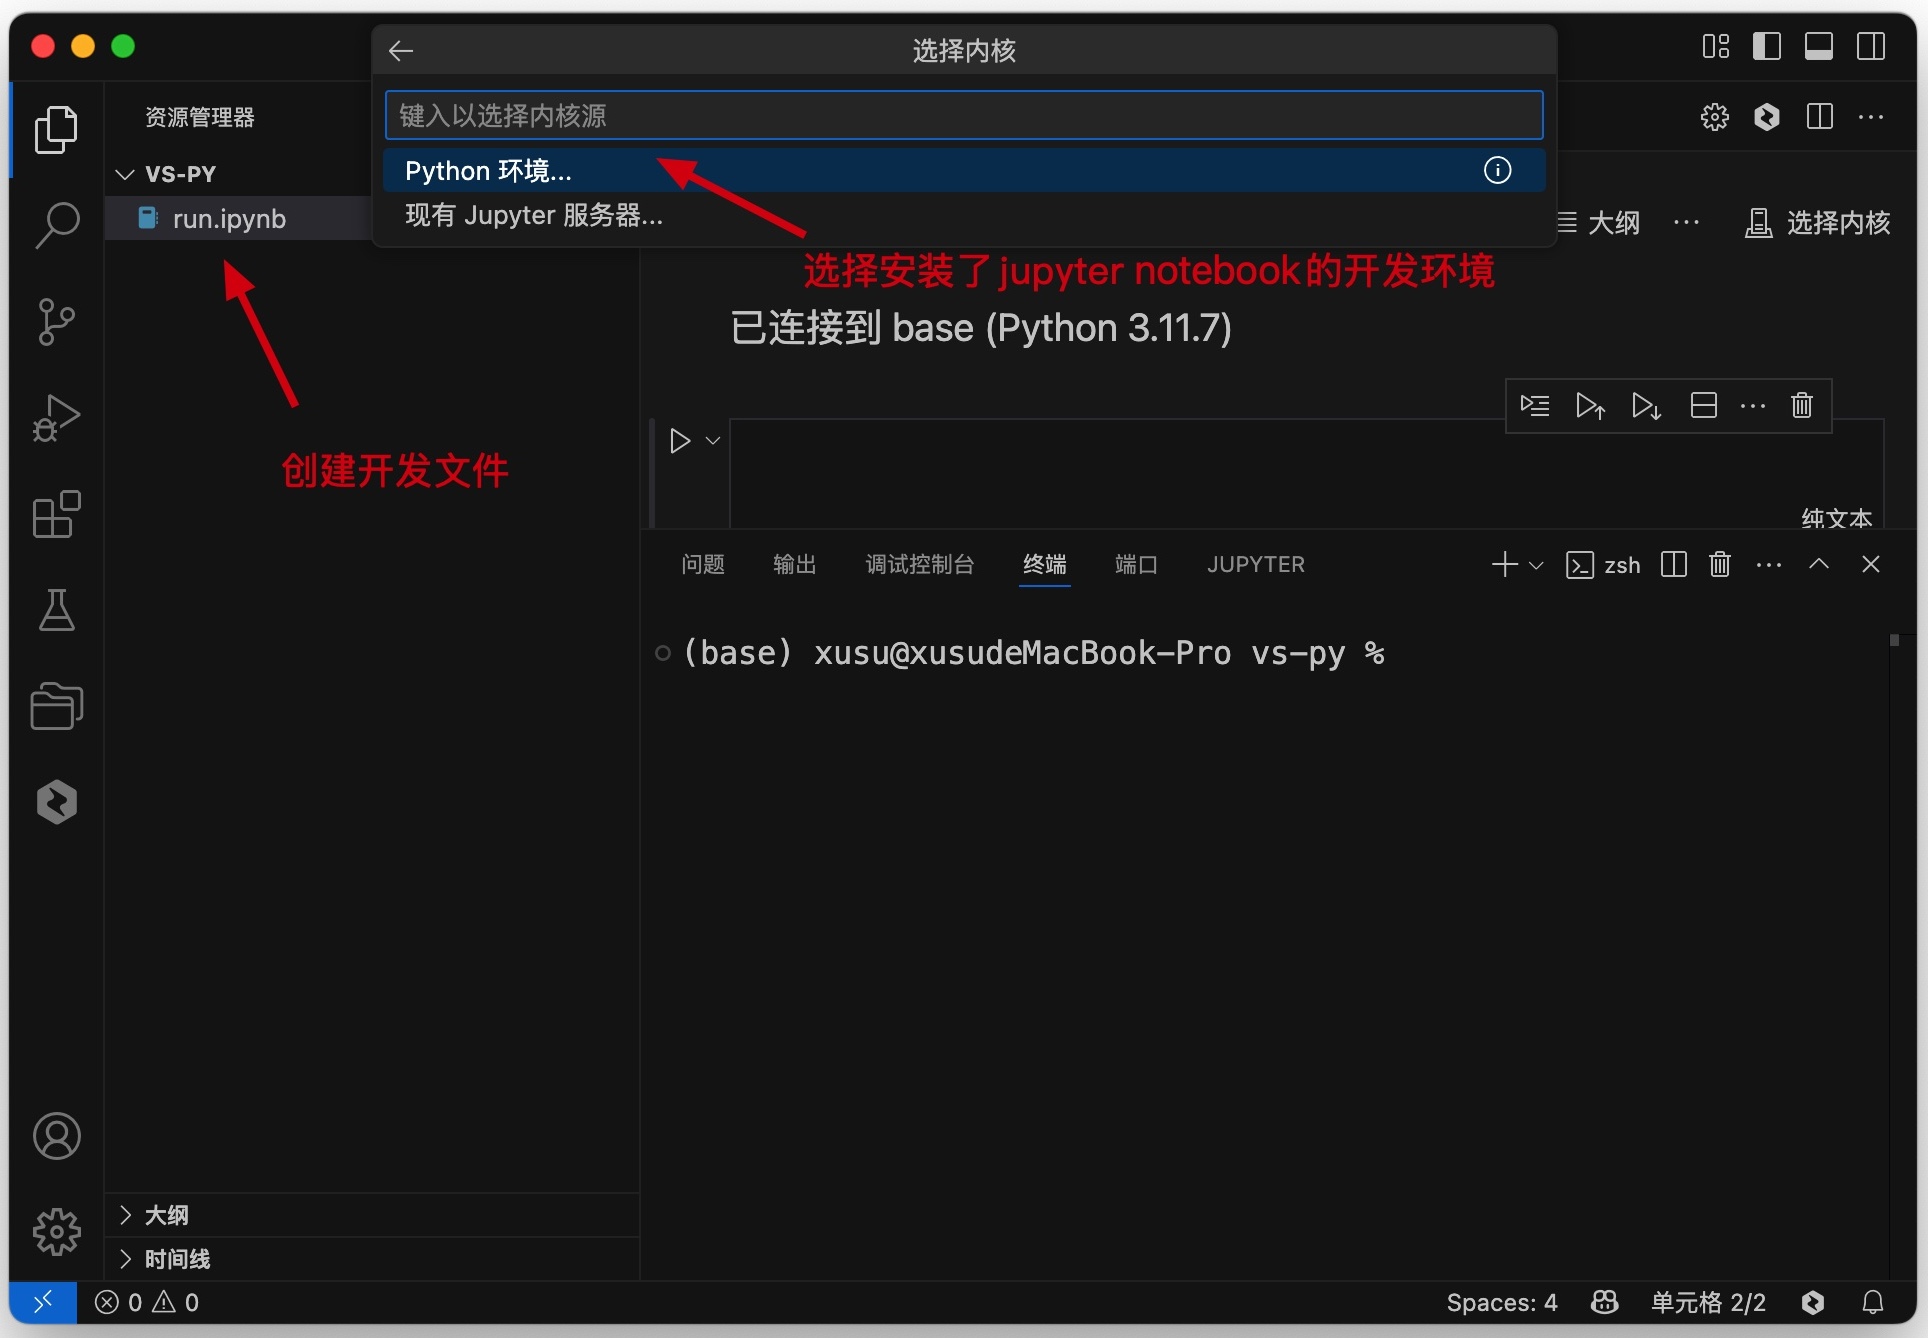 选择内核
键入以选择内核源
Python 环境...
现有 Jupyter 服务器...
资源管理器
VS-PY
run.ipynb
大纲
选择内核
选择安装了jupyter notebook的开发环境
已连接到 base (Python 3.11.7)
创建开发文件
纯文本
问题 输出 调试控制台 终端 端口 JUPYTER
zsh
(base) xusu@xusudeMacBook-Pro vs-py %
大纲
时间线
0 0
Spaces: 4 单元格 2/2